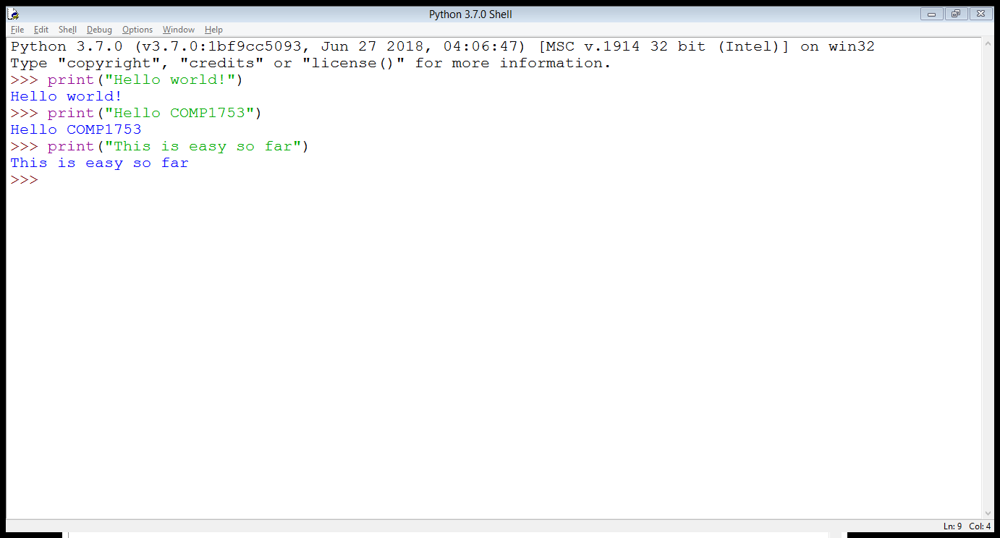 Python 3.7.0 Shell
File Edit Shell Debug Options Window Help
Python 3.7.0 (v3.7.0:1bf9cc5093, Jun 27 2018, 04:06:47) [MSC v.1914 32 bit (Intel)] on win32
Type "copyright", "credits" or "license()" for more information.
>>> print("Hello world!")
Hello world!
>>> print("Hello COMP1753")
Hello COMP1753
>>> print("This is easy so far")
This is easy so far
>>>
Ln: 9 Col: 4